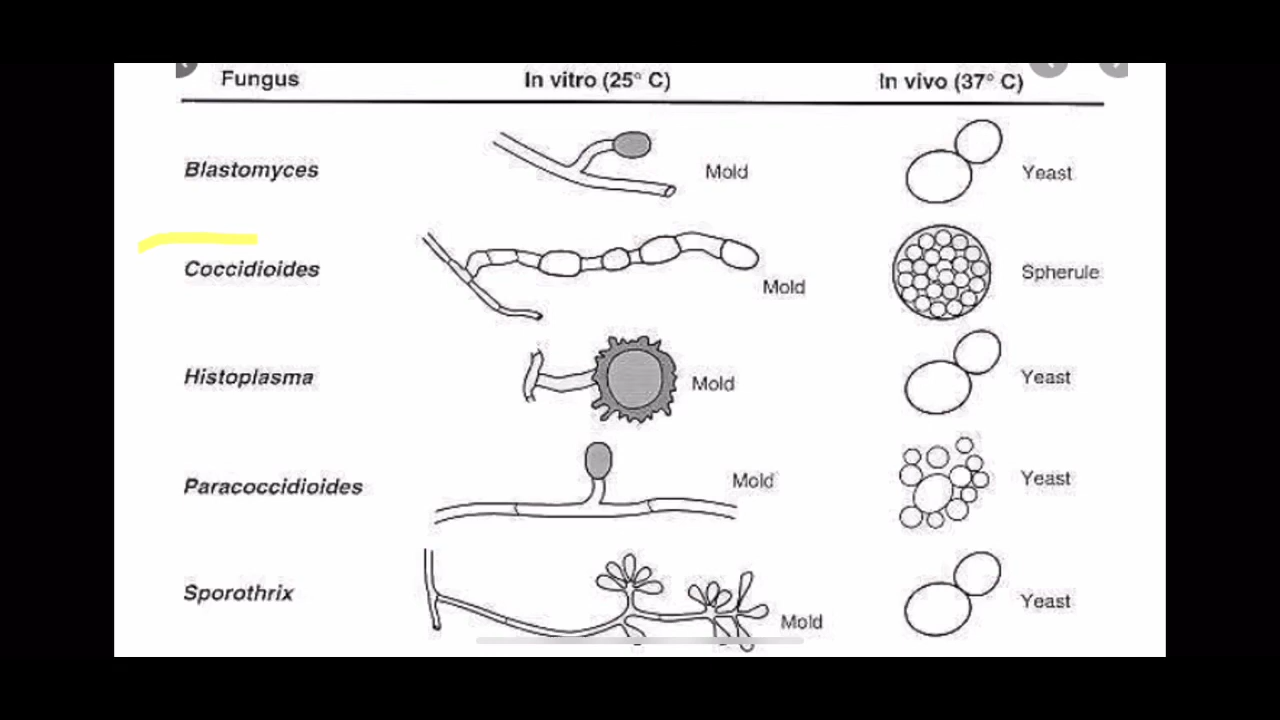 Fungus In vitro (25° C) In vivo (37° C)
Blastomyces Mold Yeast
Coccidioides Mold Spherule
Histoplasma Mold Yeast
Paracoccidioides Mold Yeast
Sporothrix Mold Yeast